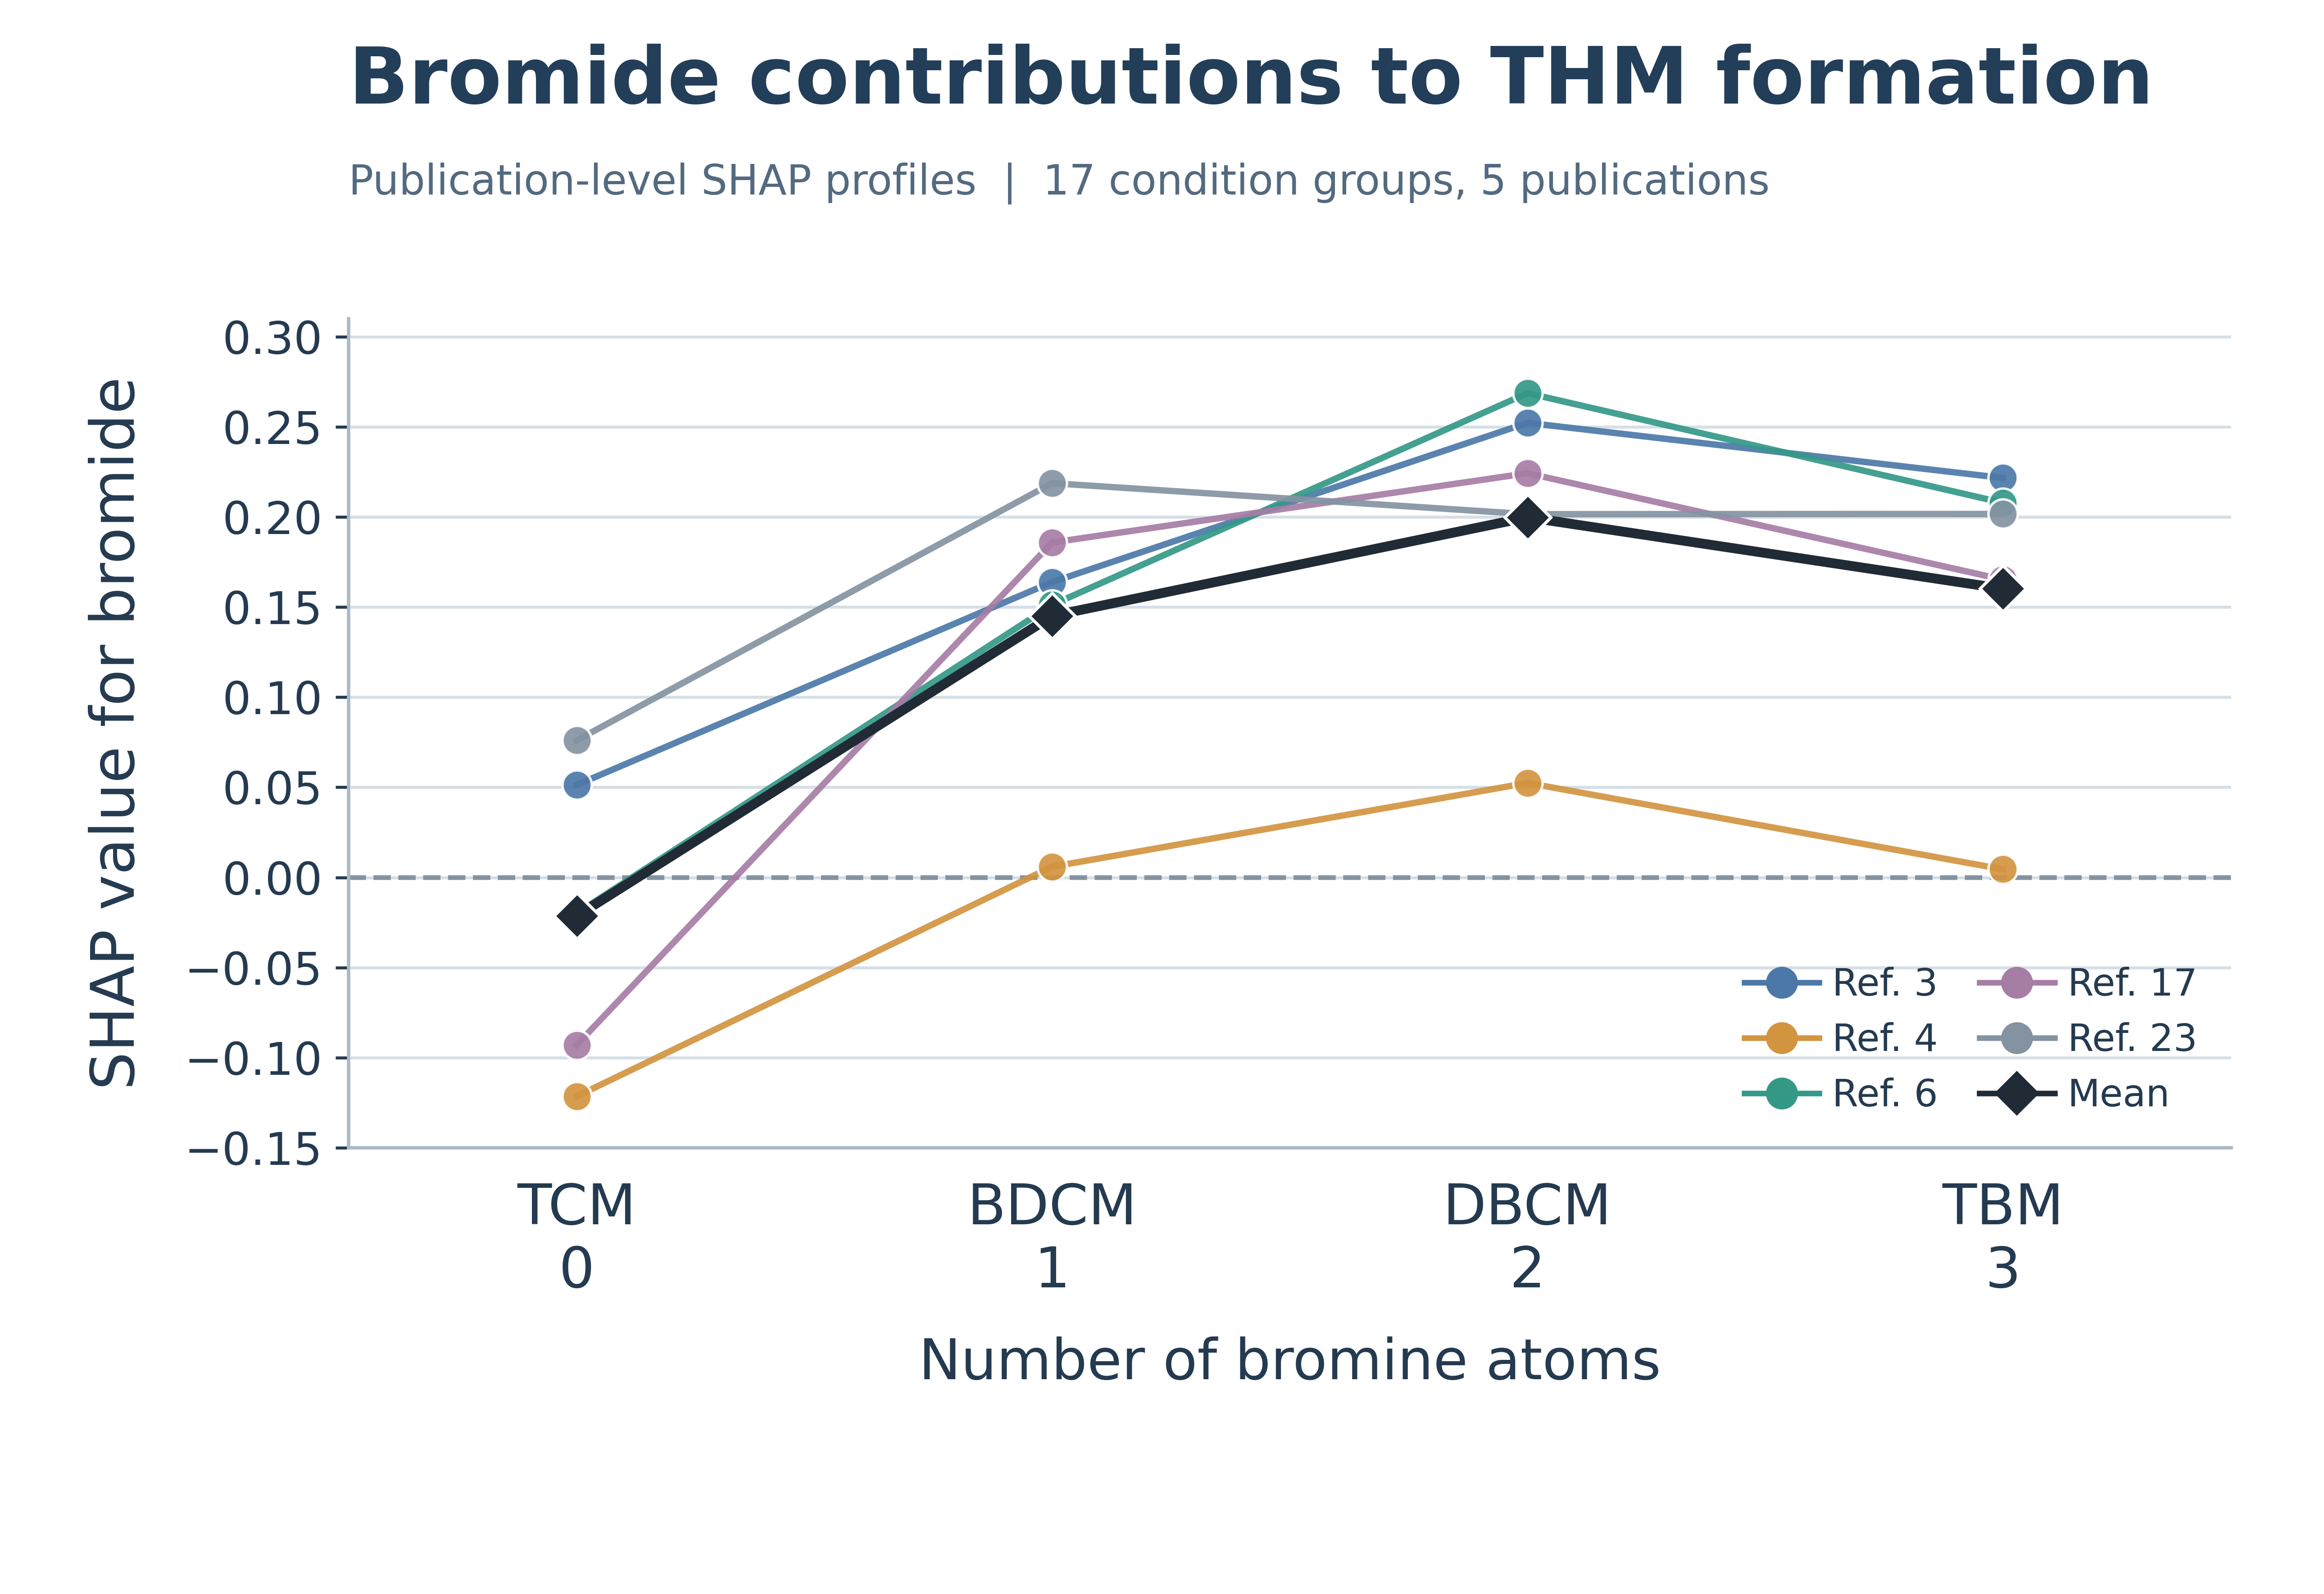 Bromide contributions to THM formation
Publication-level SHAP profiles | 17 condition groups, 5 publications
SHAP value for bromide
0.30
0.25
0.20
0.15
0.10
0.05
0.00
−0.05
−0.10
−0.15
Ref. 3
Ref. 4
Ref. 6
Ref. 17
Ref. 23
Mean
TCM BDCM DBCM TBM
0 1 2 3
Number of bromine atoms